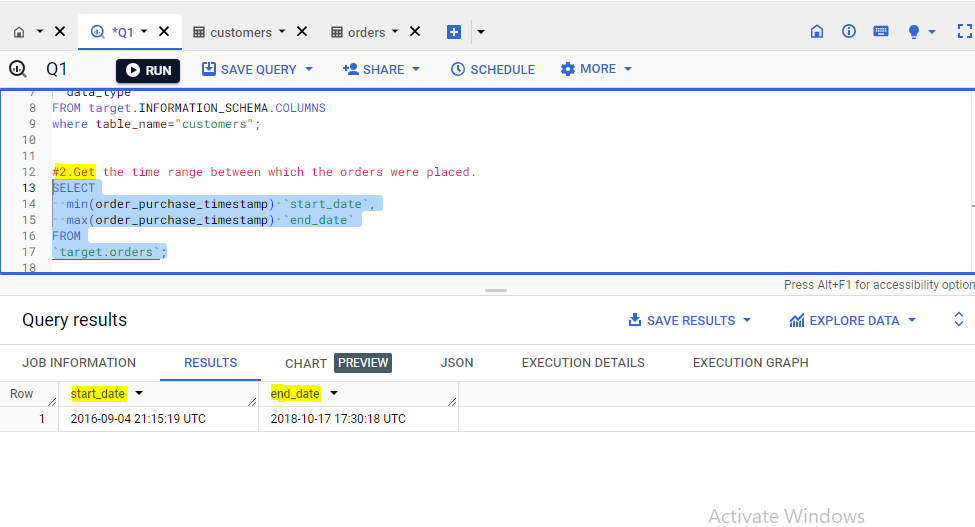 *Q1 customers orders
Q1 RUN SAVE QUERY SHARE SCHEDULE MORE
7 data_type
8 FROM target.INFORMATION_SCHEMA.COLUMNS
9 where table_name="customers";
10
11
12 #2.Get the time range between which the orders were placed.
13 SELECT
14 min(order_purchase_timestamp) `start_date`,
15 max(order_purchase_timestamp) `end_date`
16 FROM
17 `target.orders`;
18
Press Alt+F1 for accessibility option
Query results SAVE RESULTS EXPLORE DATA
JOB INFORMATION RESULTS CHART PREVIEW JSON EXECUTION DETAILS EXECUTION GRAPH
Row start_date end_date
1 2016-09-04 21:15:19 UTC 2018-10-17 17:30:18 UTC
Activate Windows